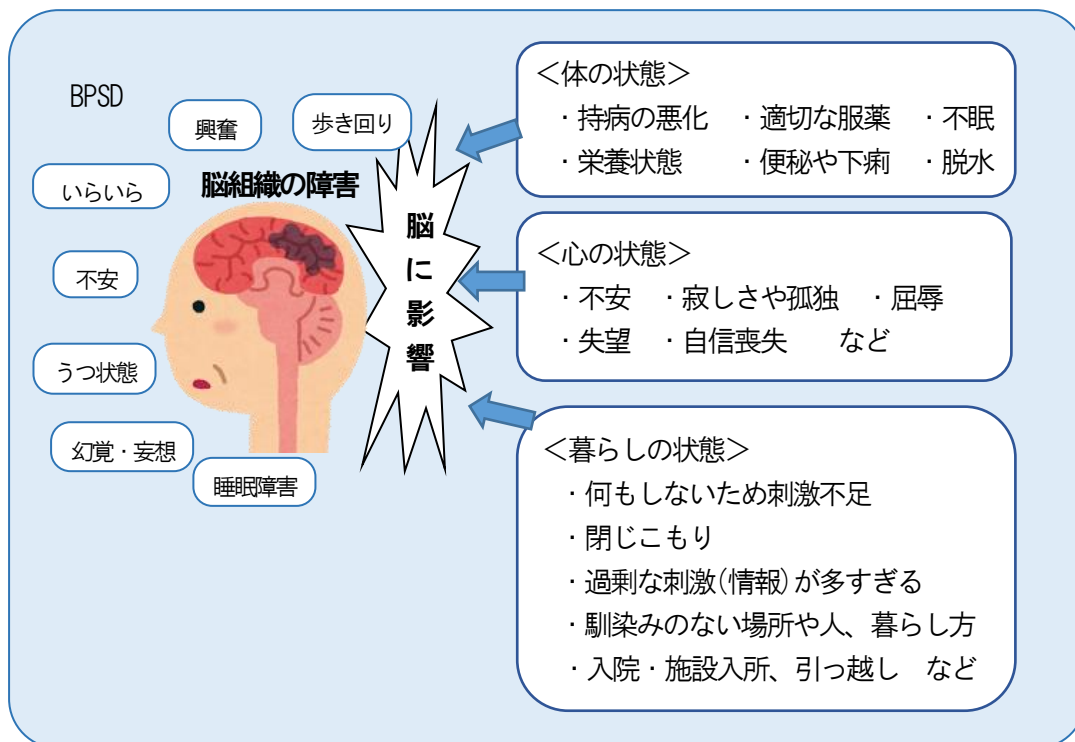 BPSD
興奮
歩き回り
いらいら
脳組織の障害
不安
うつ状態
幻覚・妄想
睡眠障害
脳に影響
＜体の状態＞
・持病の悪化　・適切な服薬　・不眠
・栄養状態　　・便秘や下痢　・脱水
＜心の状態＞
・不安　・寂しさや孤独　・屈辱
・失望　・自信喪失　　など
＜暮らしの状態＞
・何もしないため刺激不足
・閉じこもり
・過剰な刺激(情報)が多すぎる
・馴染みのない場所や人、暮らし方
・入院・施設入所、引っ越し　など